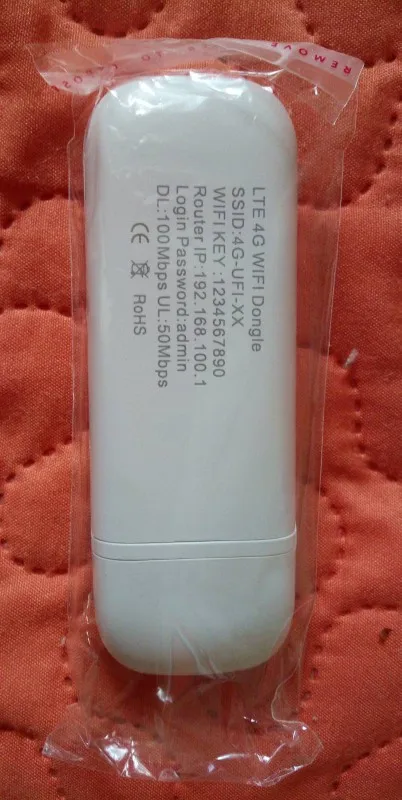 REMOVE
LTE 4G WIFI Dongle
SSID:4G-UFI-XX
WIFI KEY :1234567890
Router IP:192.168.100.1
Login Password:admin
DL:100Mbps UL:50Mbps
CE RoHS